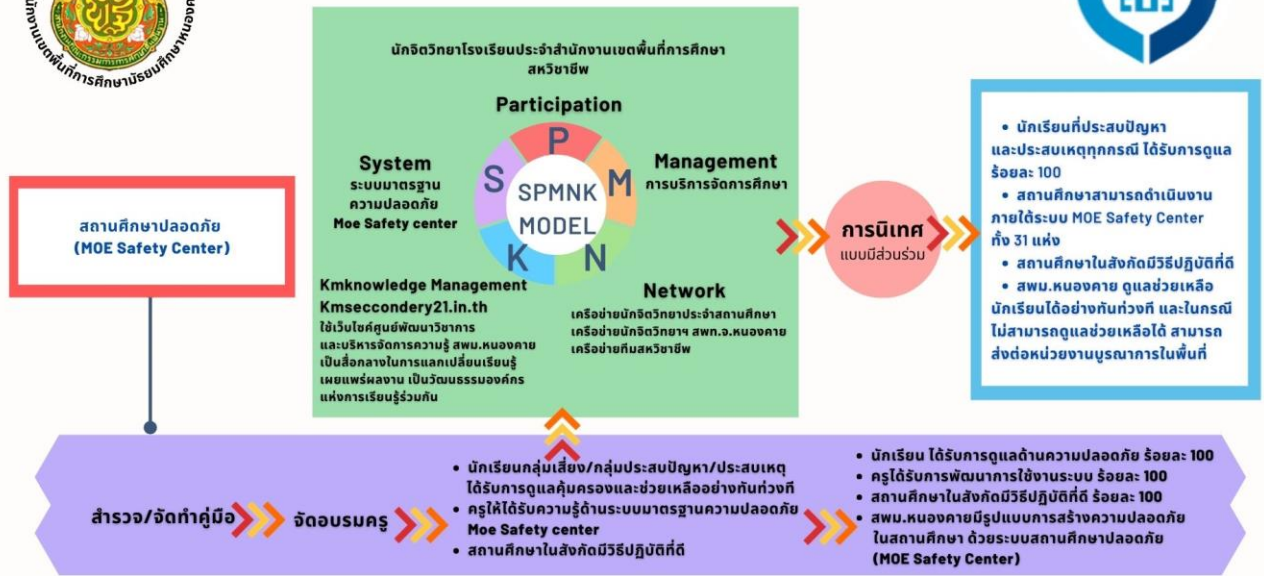 สำนักงานเขตพื้นที่การศึกษามัธยมศึกษาหนองคาย
นักจิตวิทยาโรงเรียนประจำสำนักงานเขตพื้นที่การศึกษา
สหวิชาชีพ
Participation
P
System
ระบบมาตรฐาน
ความปลอดภัย
Moe Safety center
S
SPMNK
MODEL
M
Management
การบริการจัดการศึกษา
K
N
Kmknowledge Management
Kmseccondery21.in.th
ใช้เว็บไซค์ศูนย์พัฒนาวิชาการ
และบริหารจัดการความรู้ สพม.หนองคาย
เป็นสื่อกลางในการแลกเปลี่ยนเรียนรู้
เผยแพร่ผลงาน เป็นวัฒนธรรมองค์กร
แห่งการเรียนรู้ร่วมกัน
Network
เครือข่ายนักจิตวิทยาประจำสถานศึกษา
เครือข่ายนักจิตวิทยาฯ สพท.จ.หนองคาย
เครือข่ายทีมสหวิชาชีพ
สถานศึกษาปลอดภัย
(MOE Safety Center)
การนิเทศ
แบบมีส่วนร่วม
• นักเรียนที่ประสบปัญหา
และประสบเหตุทุกกรณี ได้รับการดูแล
ร้อยละ 100
• สถานศึกษาสามารถดำเนินงาน
ภายใต้ระบบ MOE Safety Center
ทั้ง 31 แห่ง
• สถานศึกษาในสังกัดมีวิธีปฏิบัติที่ดี
• สพม.หนองคาย ดูแลช่วยเหลือ
นักเรียนได้อย่างทันท่วงที และในกรณี
ไม่สามารถดูแลช่วยเหลือได้ สามารถ
ส่งต่อหน่วยงานบูรณาการในพื้นที่
สำรวจ/จัดทำคู่มือ
จัดอบรมครู
• นักเรียนกลุ่มเสี่ยง/กลุ่มประสบปัญหา/ประสบเหตุ
ได้รับการดูแลคุ้มครองและช่วยเหลืออย่างทันท่วงที
• ครูให้ได้รับความรู้ด้านระบบมาตรฐานความปลอดภัย
Moe Safety center
• สถานศึกษาในสังกัดมีวิธีปฏิบัติที่ดี
• นักเรียน ได้รับการดูแลด้านความปลอดภัย ร้อยละ 100
• ครูได้รับการพัฒนาการใช้งานระบบ ร้อยละ 100
• สถานศึกษาในสังกัดมีวิธีปฏิบัติที่ดี ร้อยละ 100
• สพม.หนองคายมีรูปแบบการสร้างความปลอดภัย
ในสถานศึกษา ด้วยระบบสถานศึกษาปลอดภัย
(MOE Safety Center)